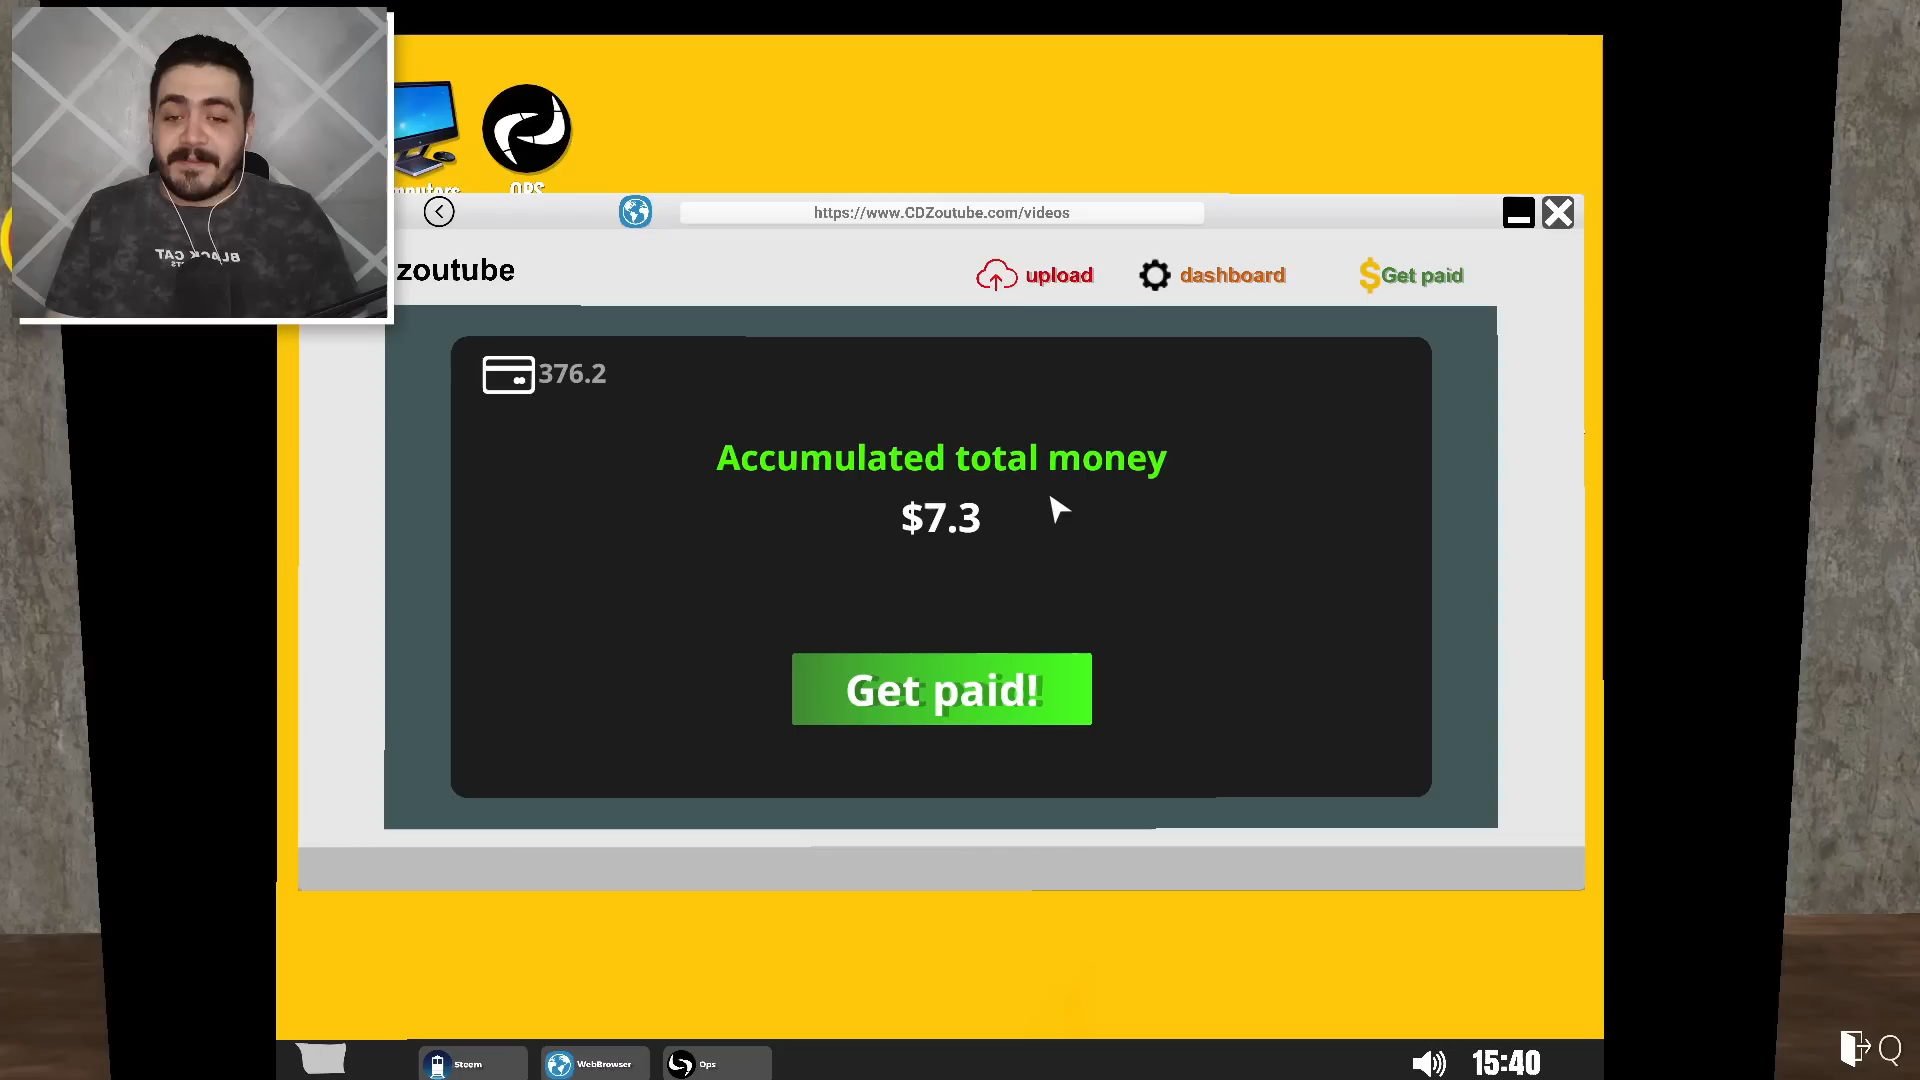 OPS
https://www.CDZoutube.com/videos
zoutube
upload
dashboard
$Get paid
376.2
Accumulated total money
$7.3
Get paid!
Steem
WebBrowser
Ops
15:40
Q